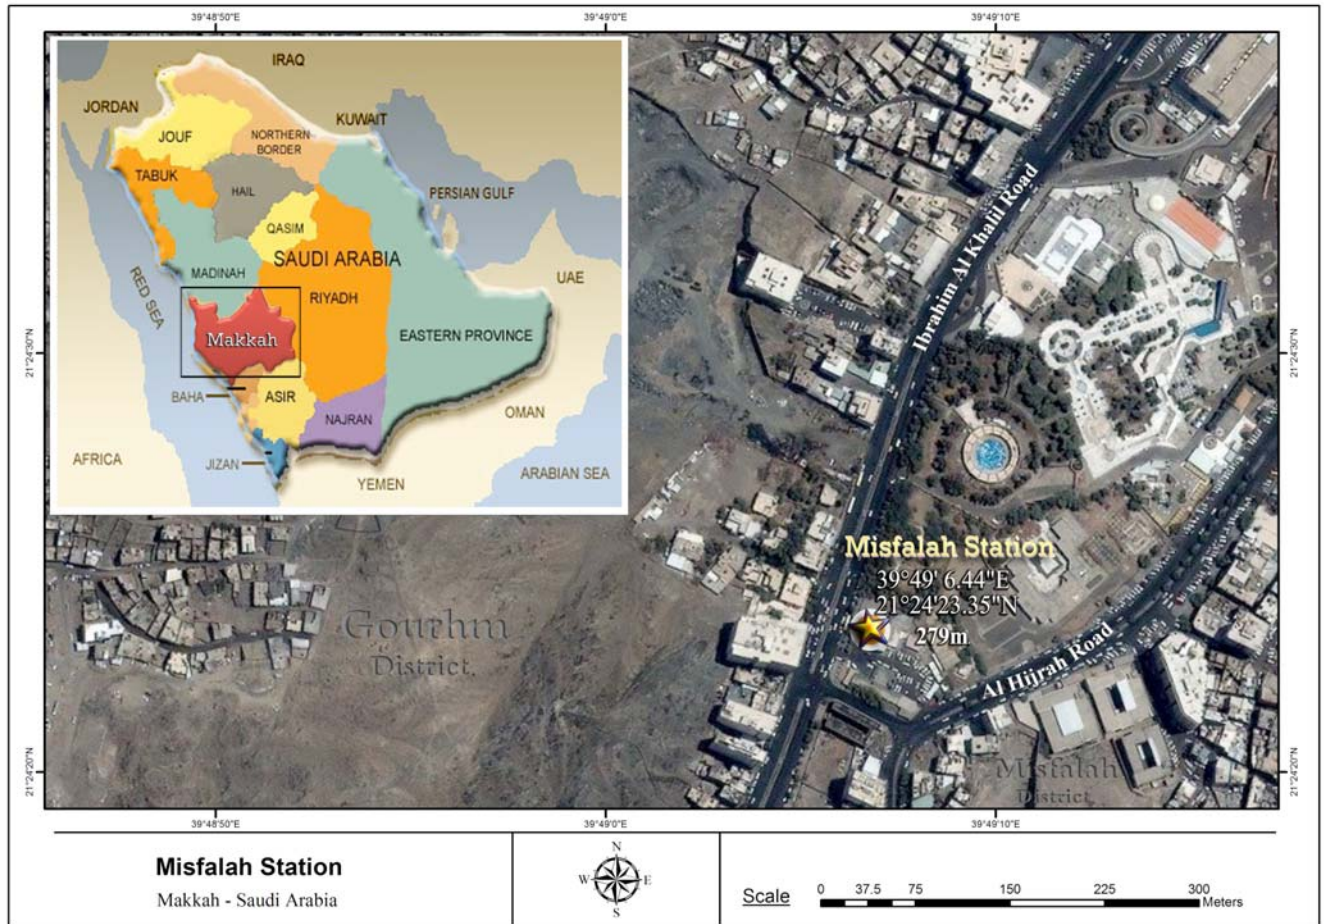 39°48'50"E
39°49'0"E
39°49'10"E
IRAQ
JORDAN
KUWAIT
JOUF
NORTHERN
BORDER
TABUK
HAIL
PERSIAN GULF
QASIM
SAUDI ARABIA
MADINAH
RED SEA
UAE
RIYADH
Makkah
EASTERN PROVINCE
BAHA
ASIR
NAJRAN
OMAN
AFRICA
JIZAN
YEMEN
ARABIAN SEA
Ibrahim Al Khalil Road
21°24'30"N
21°24'30"N
Misfalah Station
39°49' 6.44"E
21°24'23.35"N
279m
Gourhm
District.
Al Hijrah Road
Misfalah
District.
21°24'20"N
21°24'20"N
39°48'50"E
39°49'0"E
39°49'10"E
Misfalah Station
Makkah - Saudi Arabia
N
W E
S
Scale
0 37.5 75 150 225 300
Meters